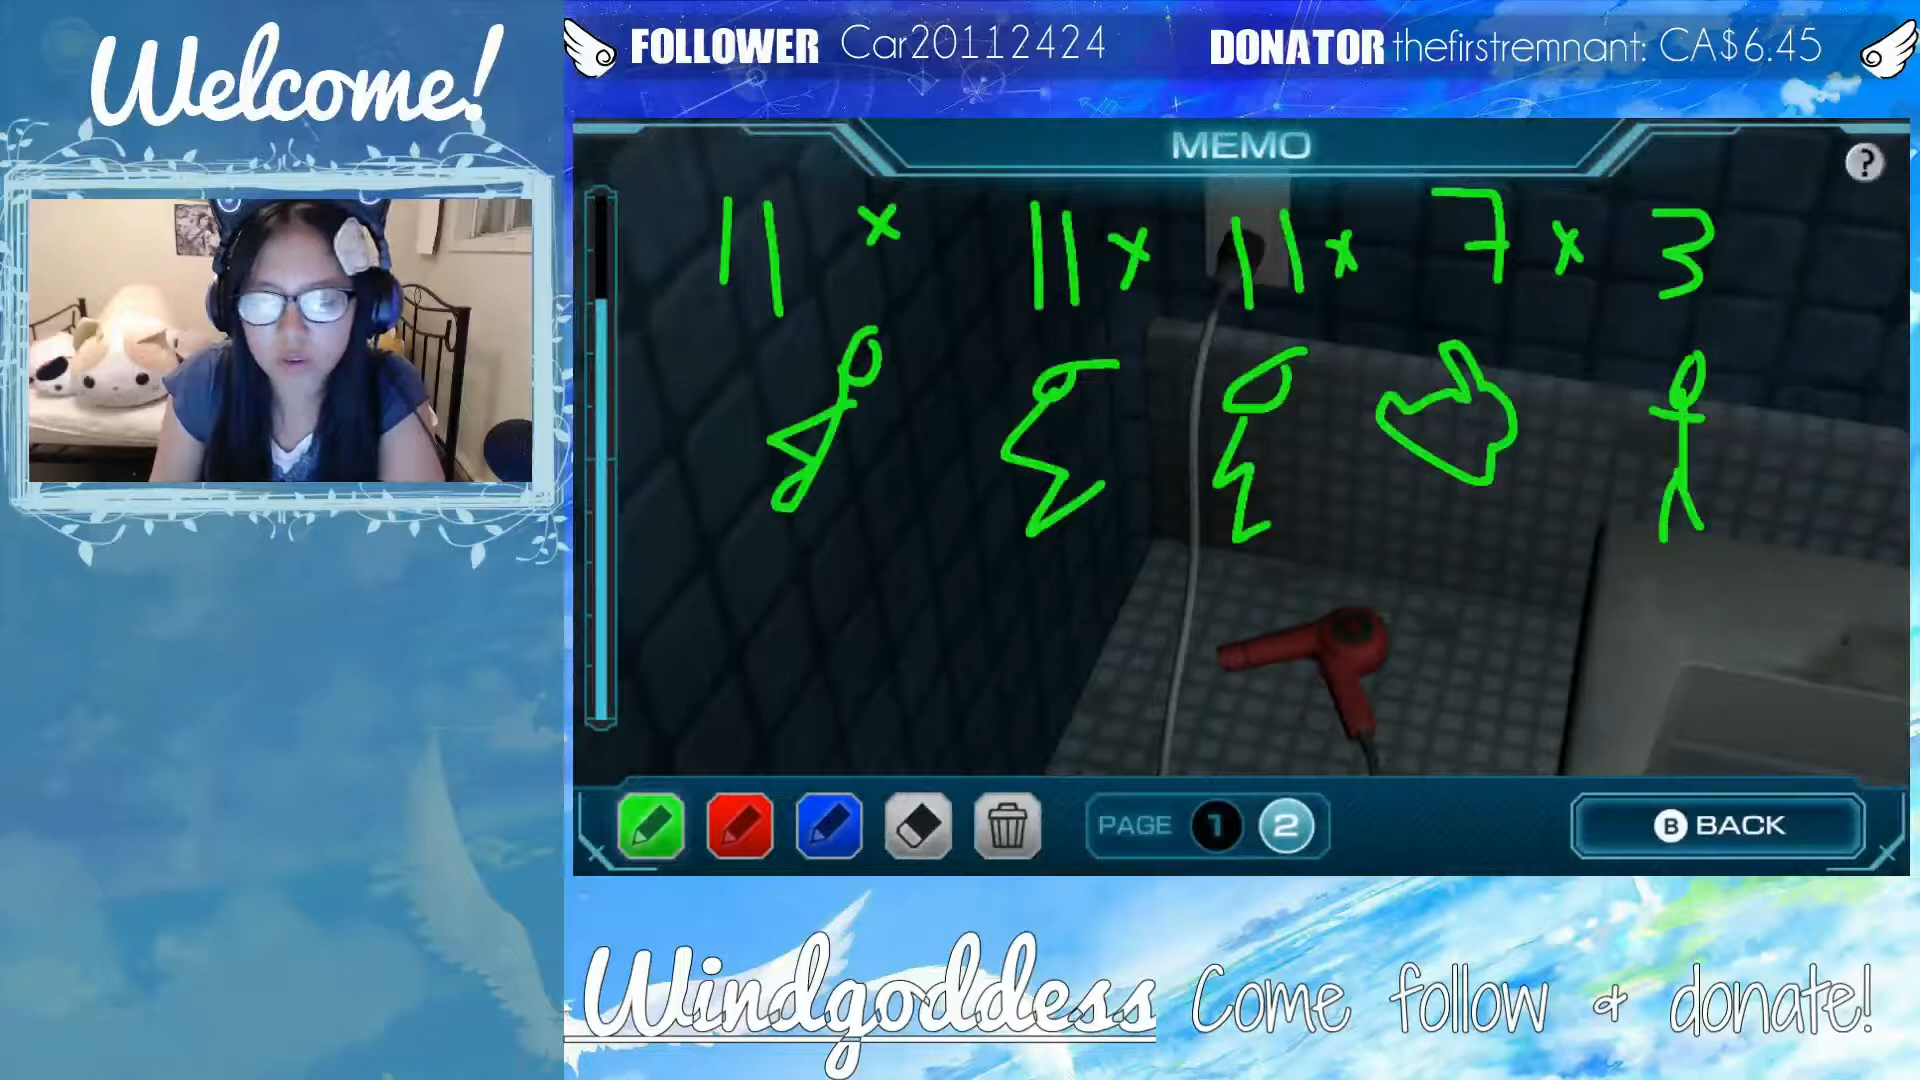 Welcome!
FOLLOWER Car20112424 DONATOR thefirstremnant: CA$6.45
MEMO
?
11 x 11 x 11 x 7 x 3
PAGE 1 2
B BACK
Windgoddess Come follow & donate!